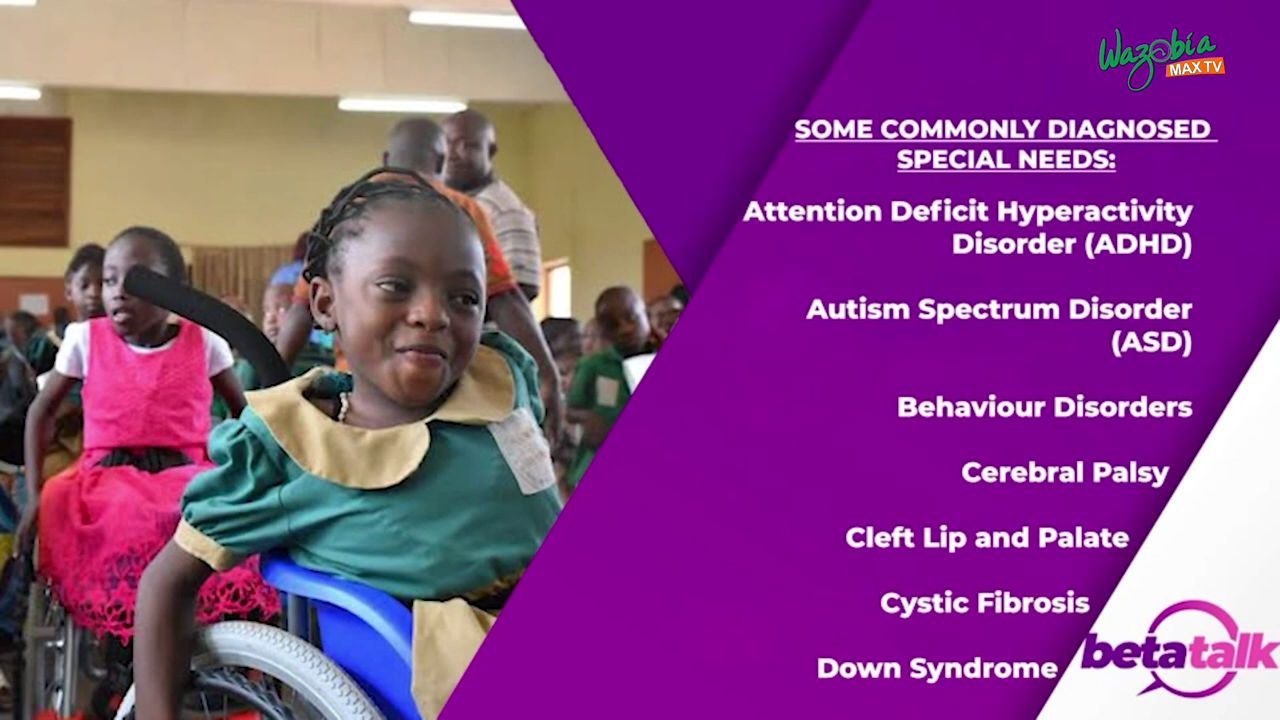 Wazobia
MAX TV
SOME COMMONLY DIAGNOSED
SPECIAL NEEDS:
Attention Deficit Hyperactivity
Disorder (ADHD)
Autism Spectrum Disorder
(ASD)
Behaviour Disorders
Cerebral Palsy
Cleft Lip and Palate
Cystic Fibrosis
Down Syndrome
betatalk